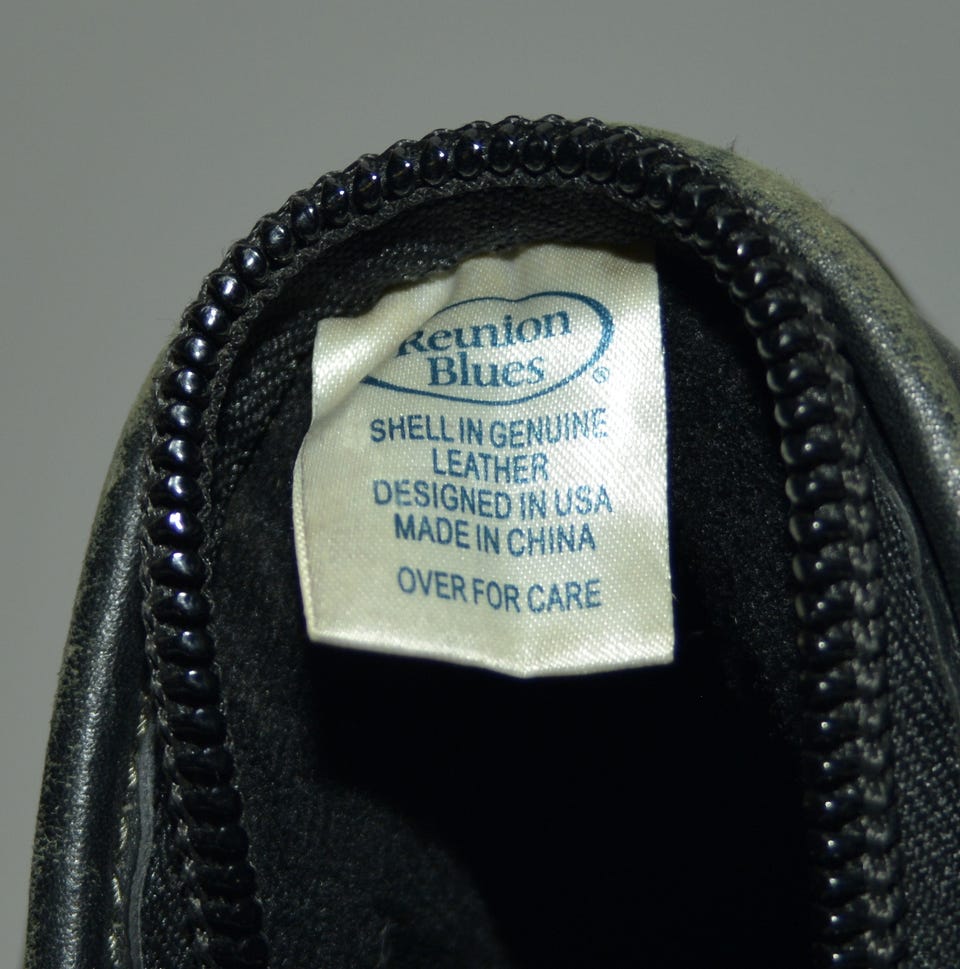 Reunion
Blues
®
SHELL IN GENUINE
LEATHER
DESIGNED IN USA
MADE IN CHINA
OVER FOR CARE